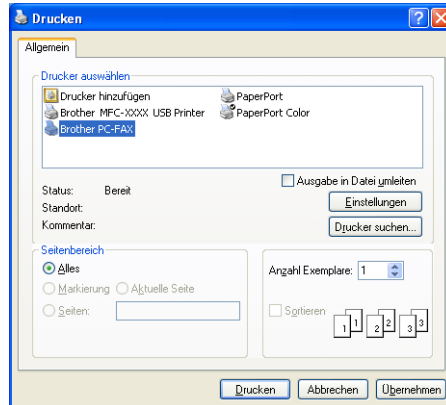 Drucken
Allgemein
Drucker auswählen
Drucker hinzufügen
PaperPort
Brother MFC-XXXX USB Printer
PaperPort Color
Brother PC-FAX
Status: Bereit
Ausgabe in Datei umleiten
Standort:
Einstellungen
Kommentar:
Drucker suchen...
Seitenbereich
Alles
Anzahl Exemplare: 1
Markierung
Aktuelle Seite
Seiten:
Sortieren
1 1 2 2 3 3
Drucken
Abbrechen
Übernehmen